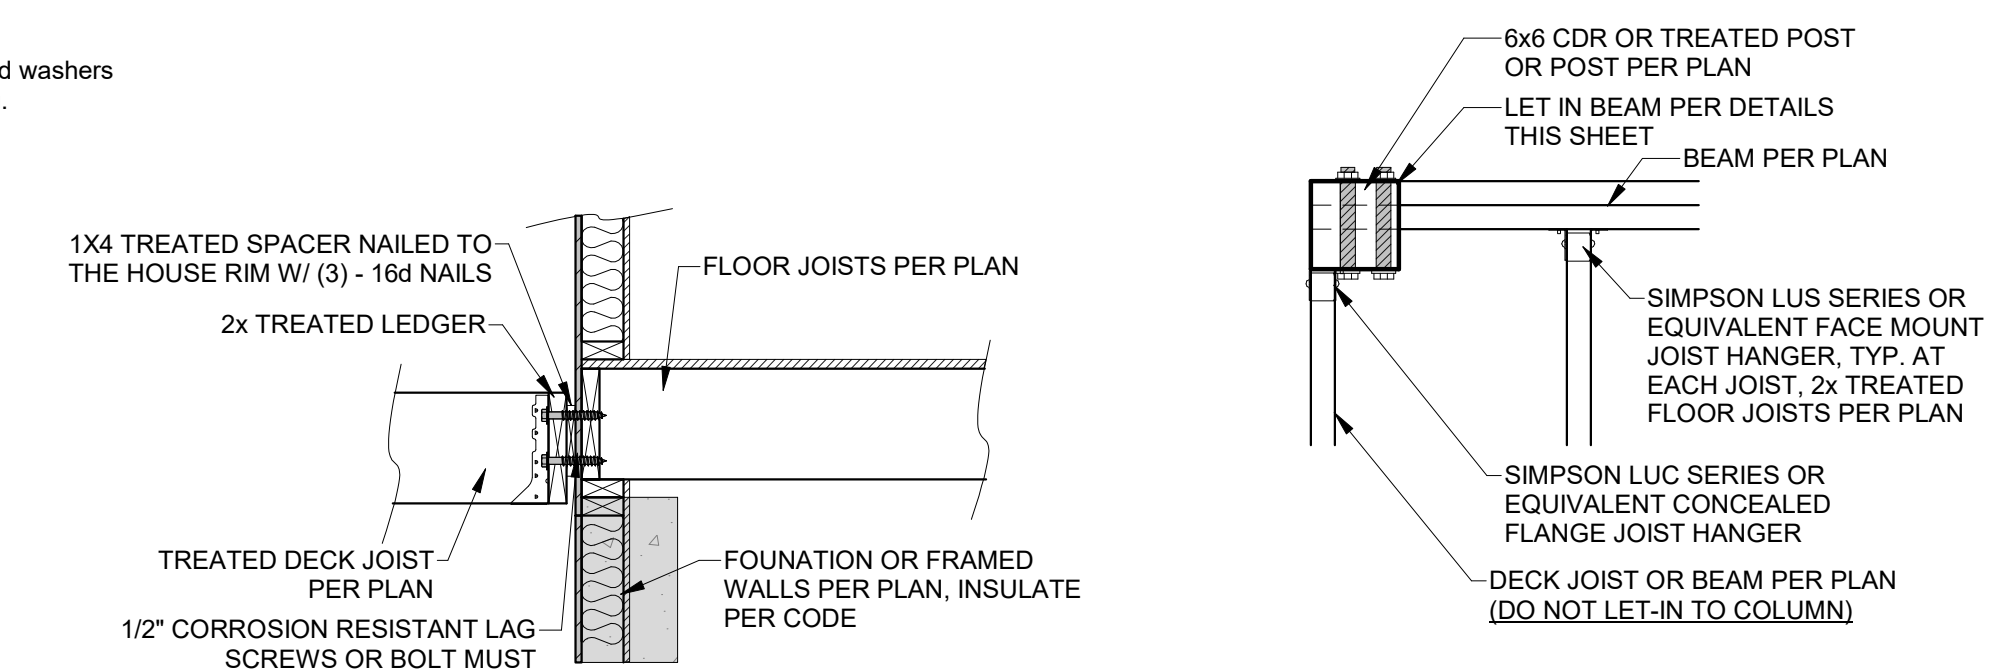 d washers
.
1X4 TREATED SPACER NAILED TO
THE HOUSE RIM W/ (3) - 16d NAILS
2x TREATED LEDGER
FLOOR JOISTS PER PLAN
TREATED DECK JOIST
PER PLAN
1/2" CORROSION RESISTANT LAG
SCREWS OR BOLT MUST
FOUNATION OR FRAMED
WALLS PER PLAN, INSULATE
PER CODE
6x6 CDR OR TREATED POST
OR POST PER PLAN
LET IN BEAM PER DETAILS
THIS SHEET
BEAM PER PLAN
SIMPSON LUS SERIES OR
EQUIVALENT FACE MOUNT
JOIST HANGER, TYP. AT
EACH JOIST, 2x TREATED
FLOOR JOISTS PER PLAN
SIMPSON LUC SERIES OR
EQUIVALENT CONCEALED
FLANGE JOIST HANGER
DECK JOIST OR BEAM PER PLAN
(DO NOT LET-IN TO COLUMN)